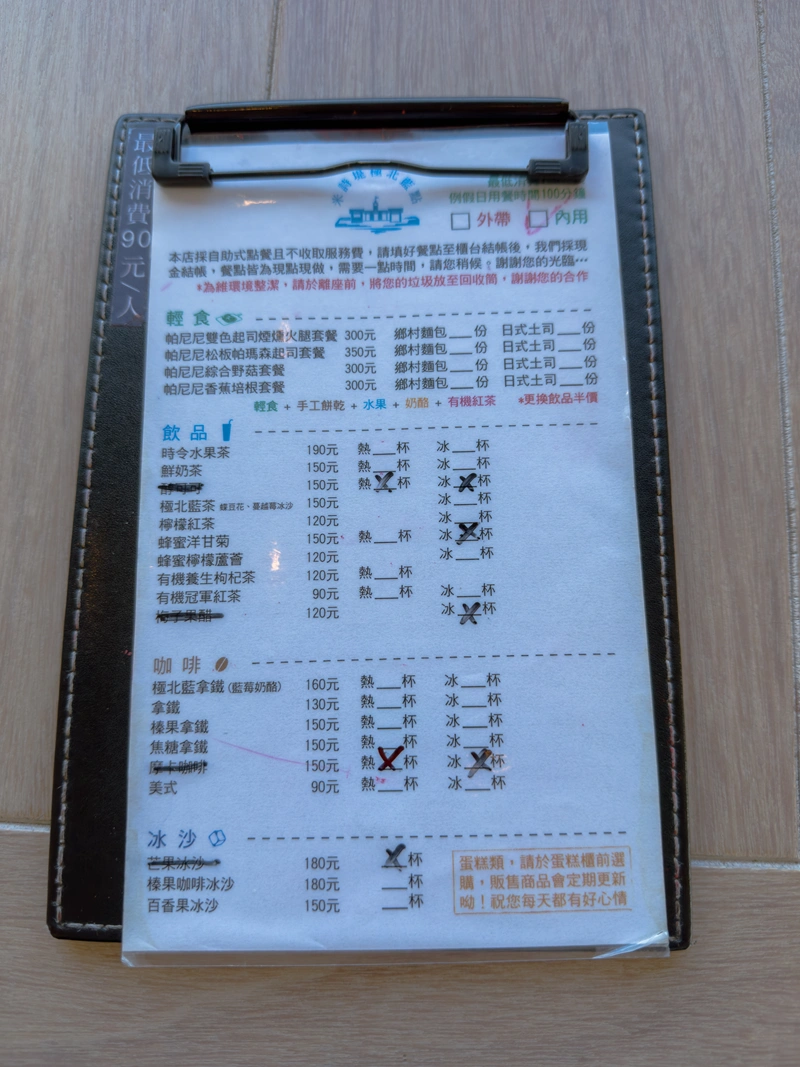 最低消費90元/人
極北藍點
例假日用餐時間100分鐘
外帶 內用
本店採自助式點餐且不收取服務費，請填好餐點至櫃台結帳後，我們採現
金結帳，餐點皆為現點現做，需要一點時間，請您稍候。謝謝您的光臨…
*為維環境整潔，請於離座前，將您的垃圾放至回收筒，謝謝您的合作
輕食
帕尼尼雙色起司煙燻火腿套餐 300元 鄉村麵包___份 日式土司___份
帕尼尼松板帕瑪森起司套餐 350元 鄉村麵包___份 日式土司___份
帕尼尼綜合野菇套餐 300元 鄉村麵包___份 日式土司___份
帕尼尼香蕉培根套餐 300元 鄉村麵包___份 日式土司___份
輕食 + 手工餅乾 + 水果 + 奶酪 + 有機紅茶 *更換飲品半價
飲品
時令水果茶 190元 熱___杯 冰___杯
鮮奶茶 150元 熱___杯 冰___杯
可可 150元 熱___杯 冰___杯
極北藍茶 蝶豆花、蔓越莓冰沙 150元 冰___杯
檸檬紅茶 120元 冰___杯
蜂蜜洋甘菊 150元 熱___杯 冰___杯
蜂蜜檸檬蘆薈 120元 冰___杯
有機養生枸杞茶 120元 熱___杯
有機冠軍紅茶 90元 熱___杯 冰___杯
梅子果醋 120元 冰___杯
咖啡
極北藍拿鐵(藍莓奶酪) 160元 熱___杯 冰___杯
拿鐵 130元 熱___杯 冰___杯
榛果拿鐵 150元 熱___杯 冰___杯
焦糖拿鐵 150元 熱___杯 冰___杯
摩卡咖啡 150元 熱___杯 冰___杯
美式 90元 熱___杯 冰___杯
冰沙
芒果冰沙 180元 ___杯
榛果咖啡冰沙 180元 ___杯
百香果冰沙 150元 ___杯
蛋糕類，請於蛋糕櫃前選
購，販售商品會定期更新
呦！祝您每天都有好心情